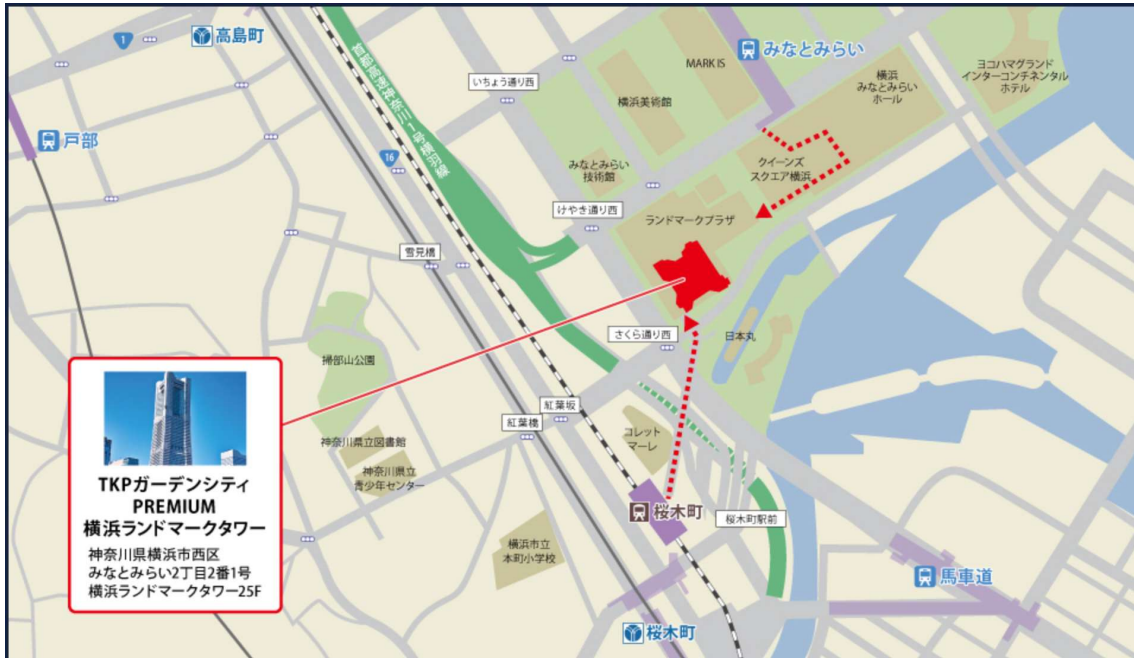 1
高島町
みなとみらい
MARK IS
ヨコハマグランド
インターコンチネンタル
ホテル
横浜
みなとみらい
ホール
いちょう通り西
横浜美術館
首都高速神奈川1号横羽線
戸部
16
みなとみらい
技術館
クイーンズ
スクエア横浜
けやき通り西
ランドマークプラザ
雪見橋
さくら通り西
日本丸
掃部山公園
紅葉坂
紅葉橋
コレット
マーレ
神奈川県立図書館
神奈川県立
青少年センター
桜木町
桜木町駅前
横浜市立
本町小学校
馬車道
桜木町
TKPガーデンシティ
PREMIUM
横浜ランドマークタワー
神奈川県横浜市西区
みなとみらい2丁目2番1号
横浜ランドマークタワー25F